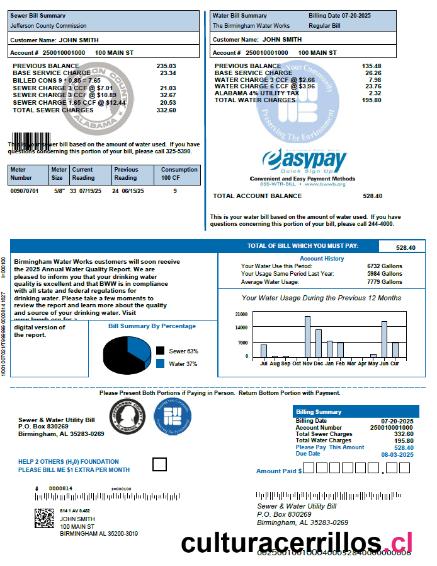 Sewer Bill Summary
Jefferson County Commission
Customer Name: JOHN SMITH
Account # 250010001000 100 MAIN ST
PREVIOUS BALANCE 235.03
BASE SERVICE CHARGE 23.34
BILLED CONS 9 + 0.85 = 7.65
SEWER CHARGE 3 CCF @ $7.01 21.03
SEWER CHARGE 3 CCF @ $10.89 32.67
SEWER CHARGE 1.65 CCF @ $12.44 20.53
TOTAL SEWER CHARGES 332.60
This is your sewer bill based on the amount of water used. If you have
questions concerning this portion of your bill, please call 325-5390.
Meter Number Meter Size Current Reading Previous Reading Consumption 100 CF
009070701 5/8" 33 07/19/25 24 06/15/25 9
Water Bill Summary Billing Date 07-20-2025
The Birmingham Water Works Regular Bill
Customer Name: JOHN SMITH
Account # 250010001000 100 MAIN ST
PREVIOUS BALANCE 135.48
BASE SERVICE CHARGE 26.26
WATER CHARGE 3 CCF @ $2.66 7.98
WATER CHARGE 6 CCF @ $3.96 23.76
ALABAMA 4% UTILITY TAX 2.32
TOTAL WATER CHARGES 195.80
Preserving The Environment
easypay
Quick Sign Up
Convenient and Easy Payment Methods
TOTAL ACCOUNT BALANCE 528.40
This is your water bill based on the amount of water used. If you have
questions concerning this portion of your bill, please call 244-4000.
TOTAL OF BILL WHICH YOU MUST PAY: 528.40
Birmingham Water Works customers will soon receive
the 2025 Annual Water Quality Report. We are
pleased to inform you that your drinking water
quality is excellent and that BWW is in compliance
with all state and federal regulations for
drinking water. Please take a few moments to
review the report and learn more about the quality
and source of your drinking water. Visit
digital version of
the report.
Account History
Your Water Use this Period: 6732 Gallons
Your Usage Same Period Last Year: 5984 Gallons
Average Water Usage: 7779 Gallons
Bill Summary By Percentage
Sewer 63%
Water 37%
Your Water Usage During the Previous 12 Months
21000
14000
7000
0
Jul Aug Sep Oct Nov Dec Jan Feb Mar Apr May Jun Cur
Please Present Both Portions if Paying in Person. Return Bottom Portion with Payment.
Sewer & Water Utility Bill
P.O. Box 830269
Birmingham, AL 35283-0269
HELP 2 OTHERS (H₂O) FOUNDATION
PLEASE BILL ME $1 EXTRA PER MONTH
Billing Summary
Billing Date 07-20-2025
Account Number 250010001000
Total Sewer Charges 332.60
Total Water Charges 195.80
Please Pay This Amount 528.40
Due Date 08-03-2025
Amount Paid $
# 0000814
JOHN SMITH
100 MAIN ST
BIRMINGHAM AL 35200-3019
Sewer & Water Utility Bill
P.O. Box 830269
Birmingham, AL 35283-0269
culturacerrillos.cl